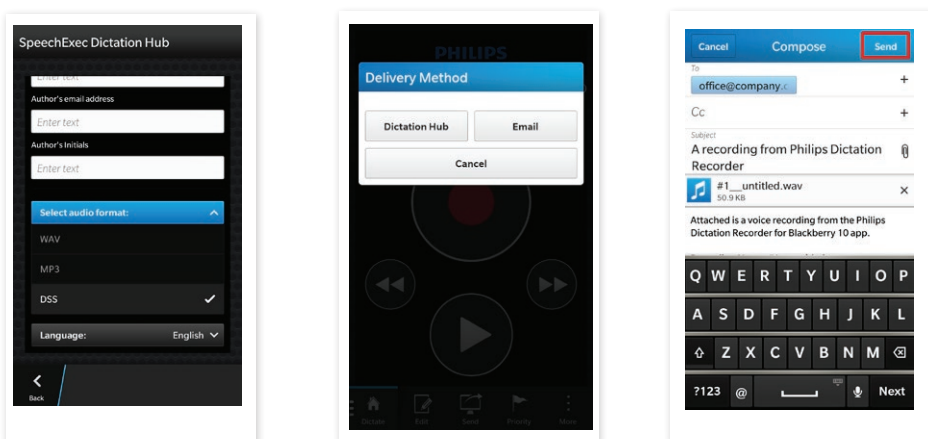 SpeechExec Dictation Hub
Enter text
Author's email address
Enter text
Author's Initials
Enter text
Select audio format:
WAV
MP3
DSS
Language: English
Back
PHILIPS
Delivery Method
Dictation Hub Email
Cancel
Dictate Edit Send Priority More
Cancel Compose Send
To
office@company.c
Cc
Subject
A recording from Philips Dictation
Recorder
#1__untitled.wav
50.9 KB
Attached is a voice recording from the Philips
Dictation Recorder for Blackberry 10 app.
Q W E R T Y U I O P
A S D F G H J K L
Z X C V B N M
?123 @ Next